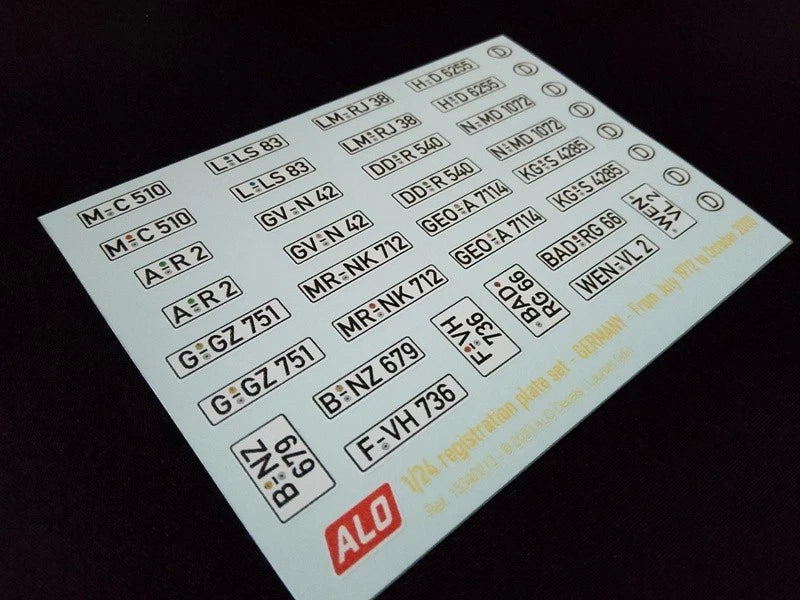 M-C 510
M-C 510
A-R 2
A-R 2
G-GZ 751
G-GZ 751
B-NZ
679
L-LS 83
L-LS 83
GV-N 42
GV-N 42
MR-NK 712
MR-NK 712
B-NZ 679
F-VH 736
LM-RJ 38
LM-RJ 38
DD-R 540
DD-R 540
GEO-A 7114
GEO-A 7114
F-VH
736
BAD-
RG 66
H-D 6255
H-D 6255
N-MD 1072
N-MD 1072
KG-S 4285
KG-S 4285
BAD-RG 66
WEN-VL 2
WEN-
VL 2
D
D
D
D
D
D
D
ALO
1/24 registration plate set - GERMANY - From July 1972 to October 2000
Ref. ALO Decals